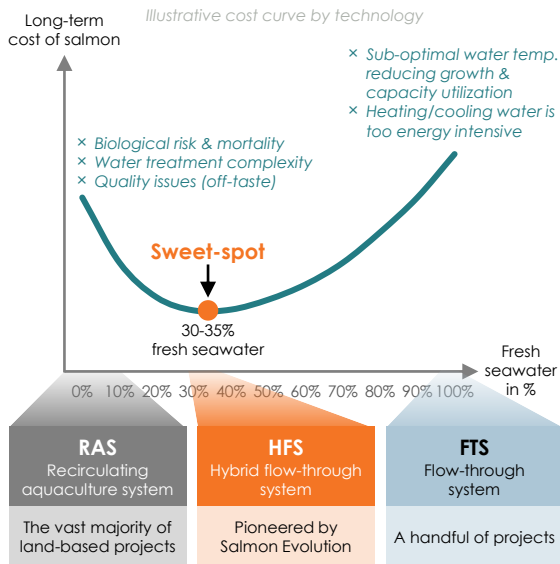 Illustrative cost curve by technology
Long-term
cost of salmon
× Sub-optimal water temp.
reducing growth &
capacity utilization
× Heating/cooling water is
too energy intensive
× Biological risk & mortality
× Water treatment complexity
× Quality issues (off-taste)
Sweet-spot
30-35%
fresh seawater
Fresh
seawater
in %
0% 10% 20% 30% 40% 50% 60% 70% 80% 90% 100%
RAS
Recirculating
aquaculture system
The vast majority of
land-based projects
HFS
Hybrid flow-through
system
Pioneered by
Salmon Evolution
FTS
Flow-through
system
A handful of projects